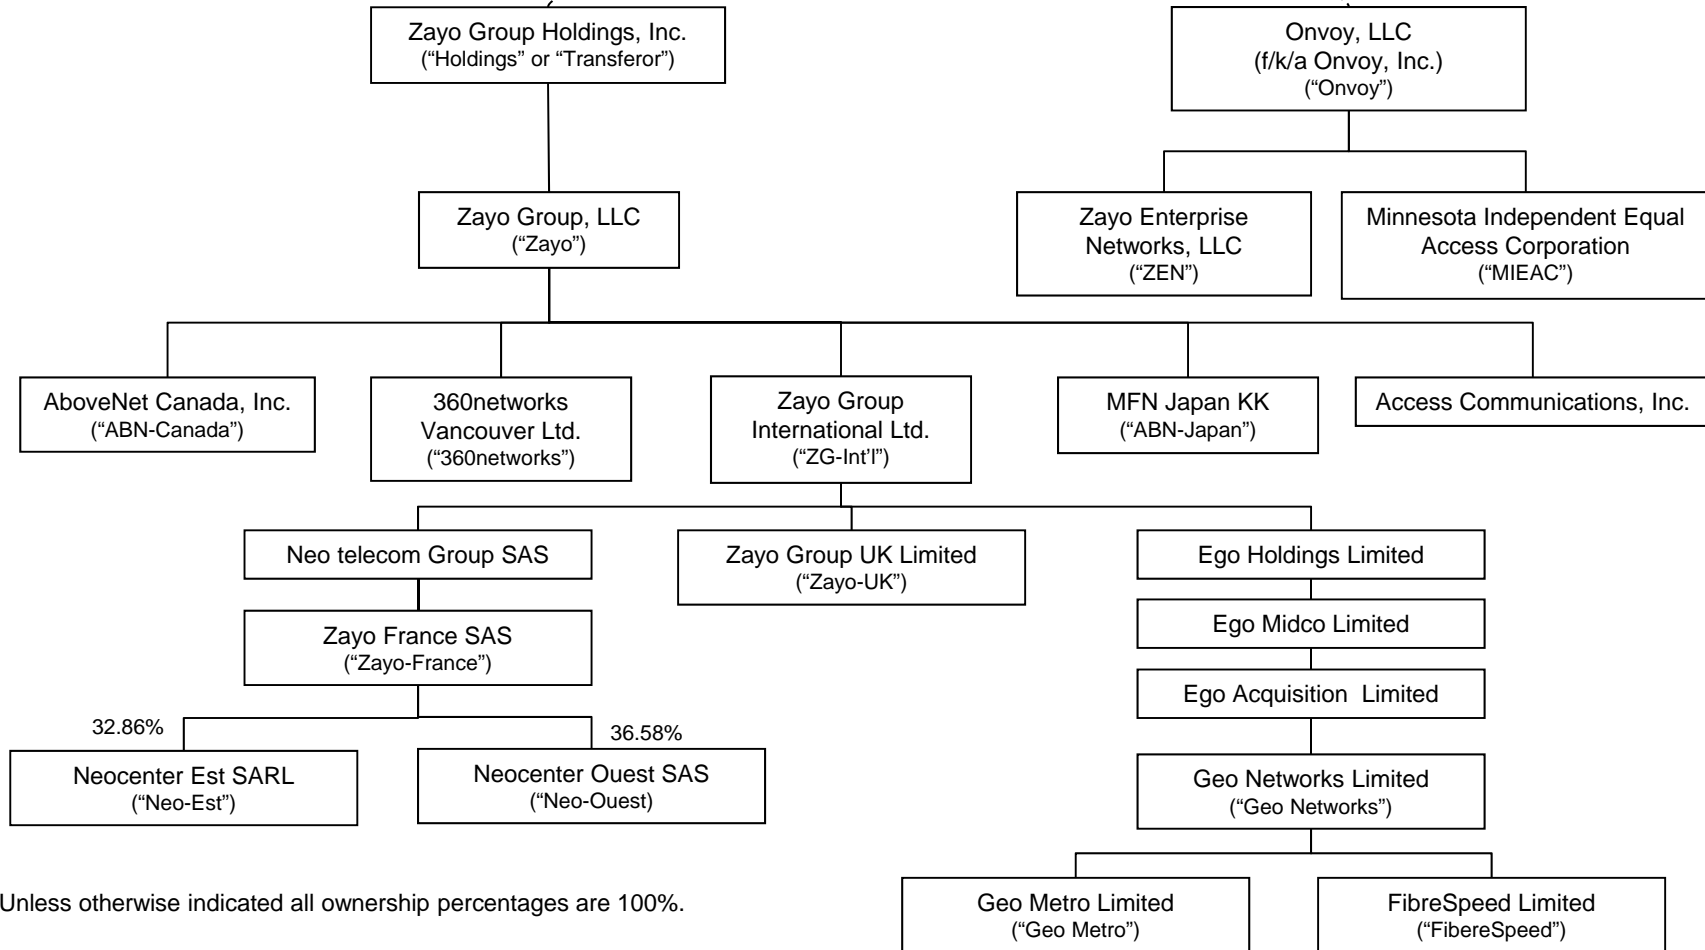 Zayo Group Holdings, Inc.
(“Holdings” or “Transferor”)
Onvoy, LLC
(f/k/a Onvoy, Inc.)
(“Onvoy”)
Zayo Group, LLC
(“Zayo”)
Zayo Enterprise
Networks, LLC
(“ZEN”)
Minnesota Independent Equal
Access Corporation
(“MIEAC”)
AboveNet Canada, Inc.
(“ABN-Canada”)
360networks
Vancouver Ltd.
(“360networks”)
Zayo Group
International Ltd.
(“ZG-Int’l”)
MFN Japan KK
(“ABN-Japan”)
Access Communications, Inc.
Neo telecom Group SAS
Zayo Group UK Limited
(“Zayo-UK”)
Ego Holdings Limited
Zayo France SAS
(“Zayo-France”)
Ego Midco Limited
Ego Acquisition  Limited
32.86%
36.58%
Neocenter Est SARL
(“Neo-Est”)
Neocenter Ouest SAS
(“Neo-Ouest)
Geo Networks Limited
(“Geo Networks”)
Geo Metro Limited
(“Geo Metro”)
FibreSpeed Limited
(“FibereSpeed”)
Unless otherwise indicated all ownership percentages are 100%.